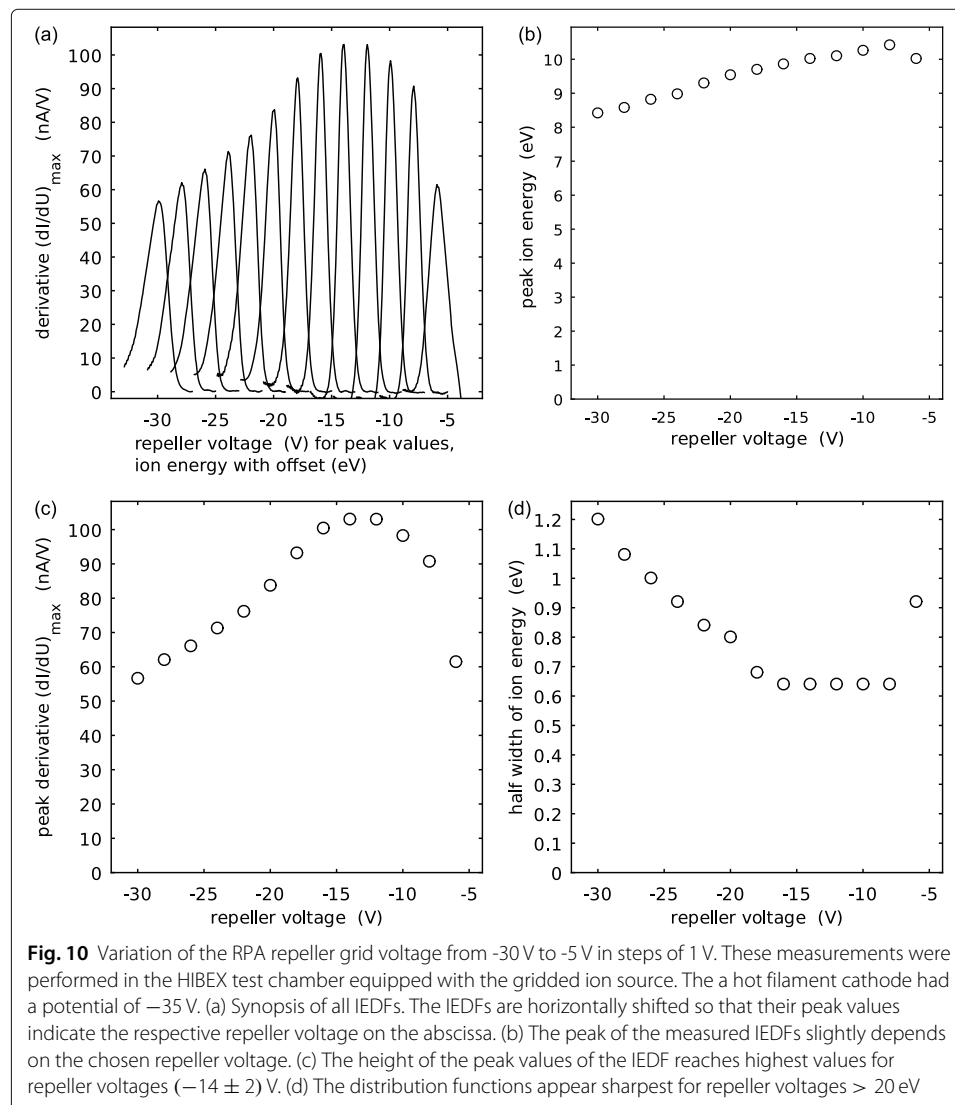 (a)
100
90
80
70
60
50
40
30
20
10
0
derivative (dI/dU)max (nA/V)
-30 -25 -20 -15 -10 -5
repeller voltage (V) for peak values,
ion energy with offset (eV)
(b)
10
9
8
7
6
5
4
3
2
1
0
peak ion energy (eV)
-30 -25 -20 -15 -10 -5
repeller voltage (V)
(c)
100
90
80
70
60
50
40
30
20
10
0
peak derivative (dI/dU)max (nA/V)
-30 -25 -20 -15 -10 -5
repeller voltage (V)
(d)
1.2
1.1
1
0.9
0.8
0.7
0.6
0.5
0.4
0.3
0.2
0.1
0
half width of ion energy (eV)
-30 -25 -20 -15 -10 -5
repeller voltage (V)
Fig. 10 Variation of the RPA repeller grid voltage from -30 V to -5 V in steps of 1 V. These measurements were
performed in the HIBEX test chamber equipped with the gridded ion source. The a hot filament cathode had
a potential of −35 V. (a) Synopsis of all IEDFs. The IEDFs are horizontally shifted so that their peak values
indicate the respective repeller voltage on the abscissa. (b) The peak of the measured IEDFs slightly depends
on the chosen repeller voltage. (c) The height of the peak values of the IEDF reaches highest values for
repeller voltages (−14 ± 2) V. (d) The distribution functions appear sharpest for repeller voltages > 20 eV